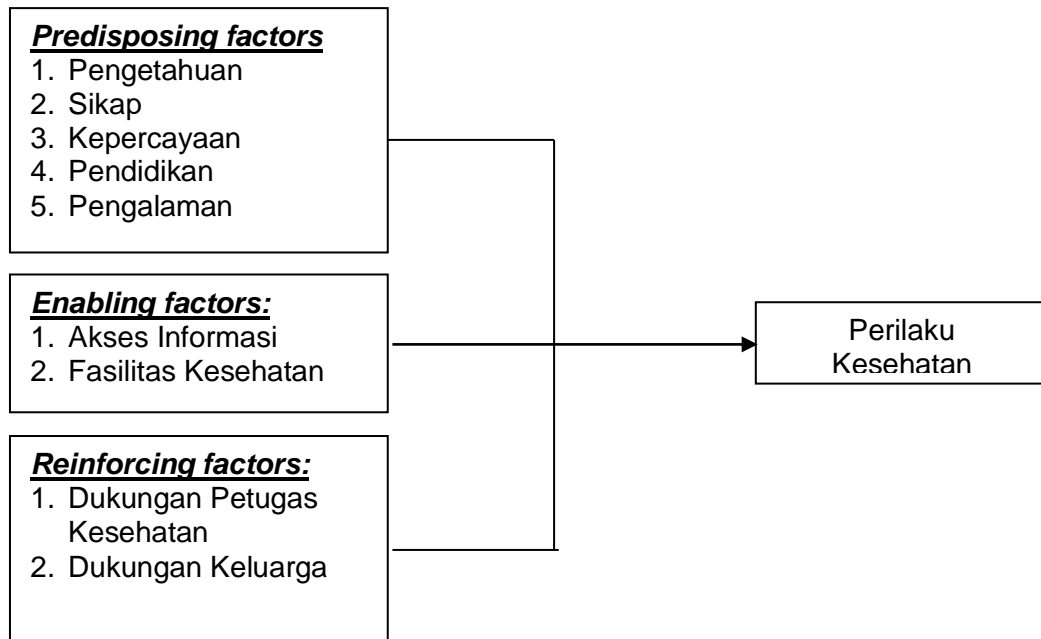 Predisposing factors
1. Pengetahuan
2. Sikap
3. Kepercayaan
4. Pendidikan
5. Pengalaman
Enabling factors:
1. Akses Informasi
2. Fasilitas Kesehatan
Reinforcing factors:
1. Dukungan Petugas
Kesehatan
2. Dukungan Keluarga
Perilaku
Kesehatan